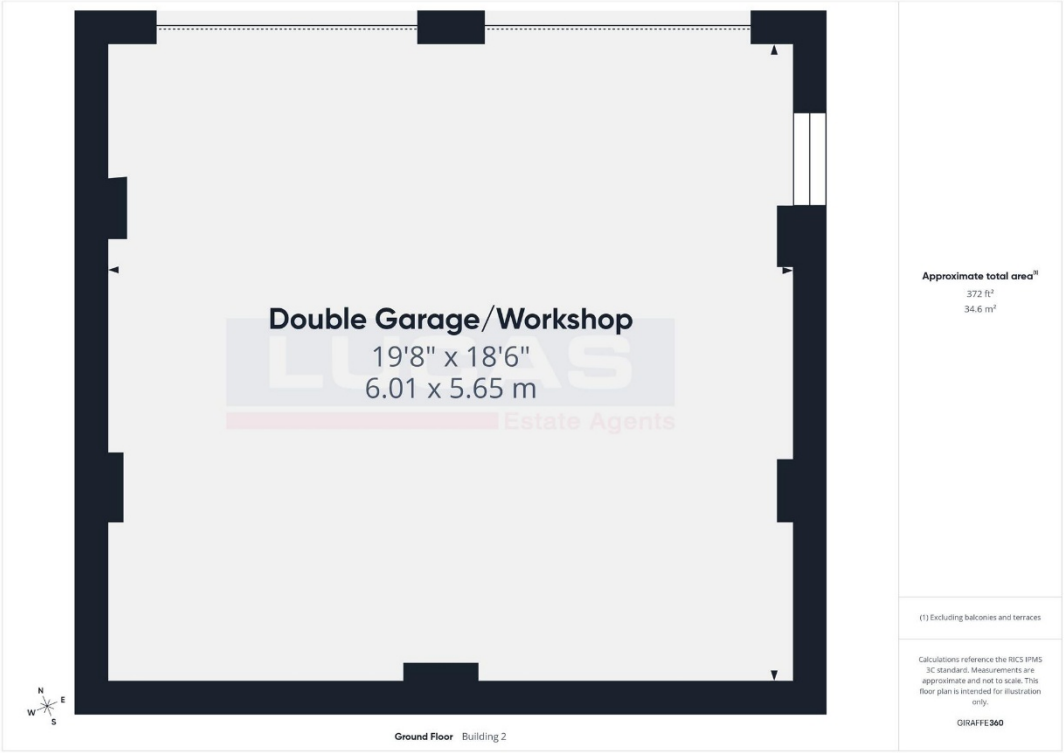 Double Garage/Workshop
19'8" x 18'6"
6.01 x 5.65 m
LUCAS
Estate Agents
Approximate total area(1)
372 ft²
34.6 m²
(1) Excluding balconies and terraces
Calculations reference the RICS IPMS
3C standard. Measurements are
approximate and not to scale. This
floor plan is intended for illustration
only.
GIRAFFE360
N
E
W
S
Ground Floor Building 2